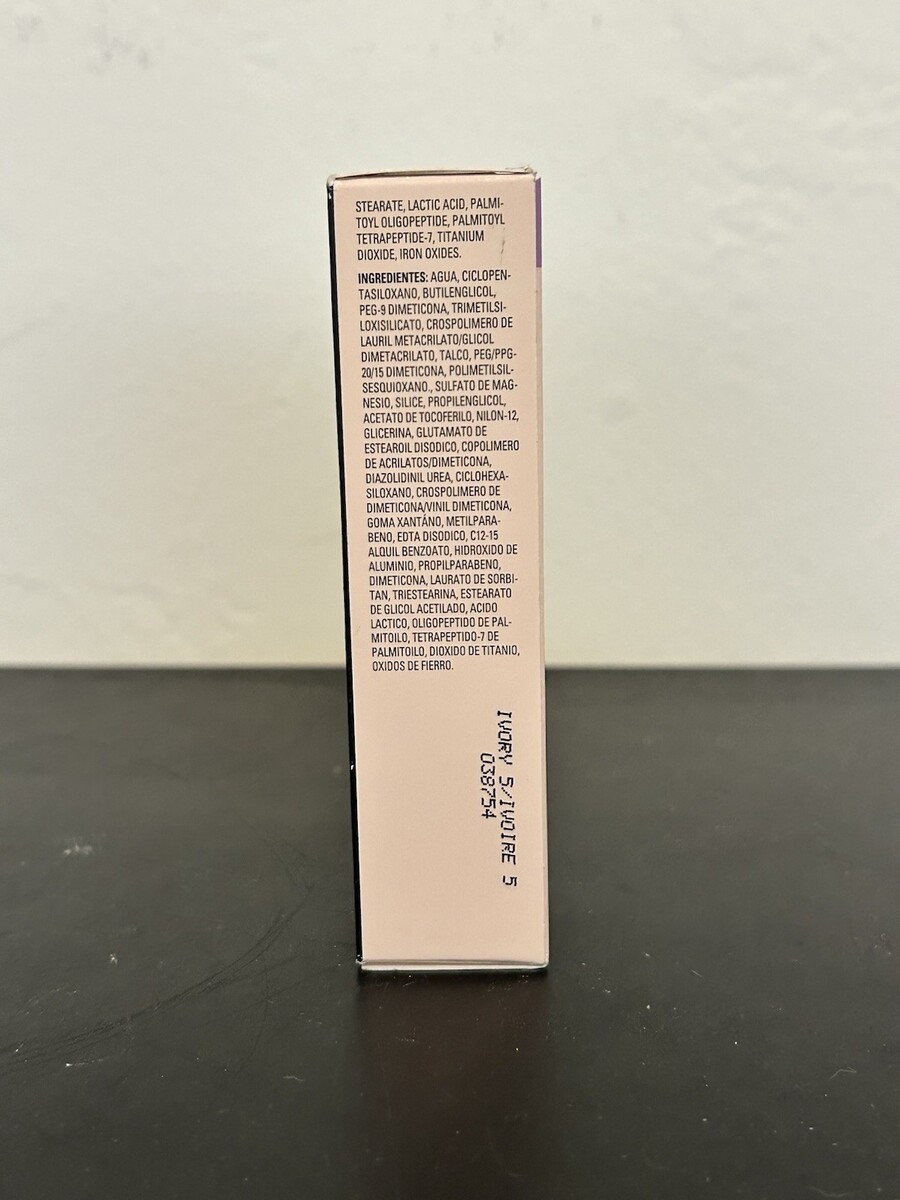 STEARATE, LACTIC ACID, PALMI-
TOYL OLIGOPEPTIDE, PALMITOYL
TETRAPEPTIDE-7, TITANIUM
DIOXIDE, IRON OXIDES.
INGREDIENTES: AGUA, CICLOPEN-
TASILOXANO, BUTILENGLICOL,
PEG-9 DIMETICONA, TRIMETILSI-
LOXISILICATO, CROSPOLIMERO DE
LAURIL METACRILATO/GLICOL
DIMETACRILATO, TALCO, PEG/PPG-
20/15 DIMETICONA, POLIMETILSIL-
SESQUIOXANO., SULFATO DE MAG-
NESIO, SILICE, PROPILENGLICOL,
ACETATO DE TOCOFERILO, NILON-12,
GLICERINA, GLUTAMATO DE
ESTEAROIL DISODICO, COPOLIMERO
DE ACRILATOS/DIMETICONA,
DIAZOLIDINIL UREA, CICLOHEXA-
SILOXANO, CROSPOLIMERO DE
DIMETICONA/VINIL DIMETICONA,
GOMA XANTÁNO, METILPARA-
BENO, EDTA DISODICO, C12-15
ALQUIL BENZOATO, HIDROXIDO DE
ALUMINIO, PROPILPARABENO,
DIMETICONA, LAURATO DE SORBI-
TAN, TRIESTEARINA, ESTEARATO
DE GLICOL ACETILADO, ACIDO
LACTICO, OLIGOPEPTIDO DE PAL-
MITOILO, TETRAPEPTIDO-7 DE
PALMITOILO, DIOXIDO DE TITANIO,
OXIDOS DE FIERRO.
IVORY 5/IVOIRE 5
038754